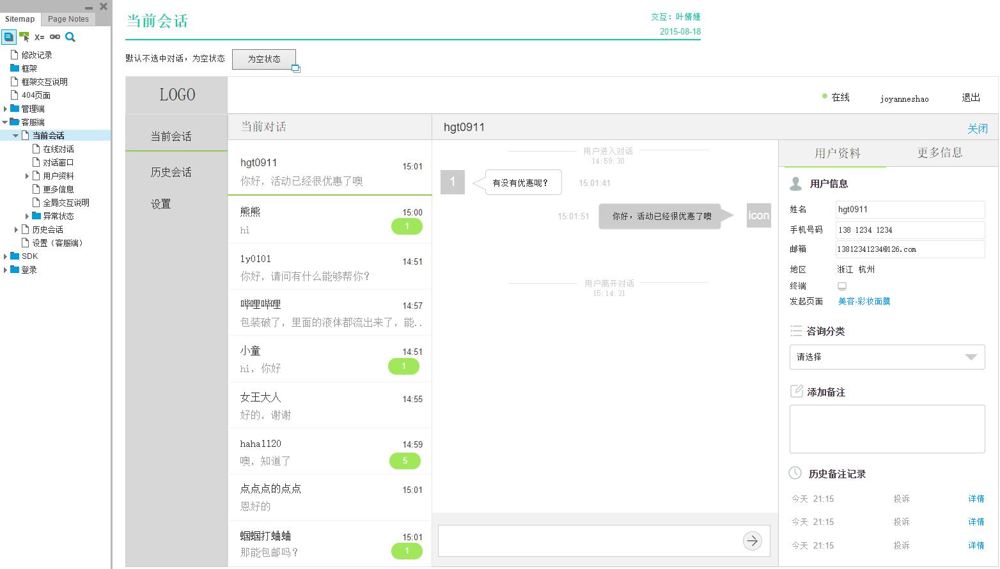 Sitemap
Page Notes
X=
修改记录
框架
框架交互说明
404页面
管理端
客服端
当前会话
在线对话
对话窗口
用户资料
更多信息
全局交互说明
异常状态
历史会话
设置（客服端）
SDK
登录
当前会话
交互：叶婧婕
2015-08-18
默认不选中对话，为空状态
为空状态
LOGO
在线
joyanneshao
退出
当前会话
历史会话
设置
当前对话
hgt0911
15:01
你好，活动已经很优惠了噢
熊熊
15:00
hi
1
ly0101
14:51
你好，请问有什么能够帮你？
哔哩哔哩
14:57
包装破了，里面的液体都流出来了，能..
小童
14:51
hi，你好
1
女王大人
14:55
好的，谢谢
haha1120
14:59
噢，知道了
5
点点点的点点
15:01
恩好的
蝈蝈打蛐蛐
15:01
那能包邮吗？
1
hgt0911
关闭
用户进入对话
14:59:30
1
有没有优惠呢？
15:01:41
15:01:51
你好，活动已经很优惠了噢
icon
用户离开对话
15:14:31
用户资料
更多信息
用户信息
姓名
hgt0911
手机号码
138 1234 1234
邮箱
13812341234@126.com
地区
浙江 杭州
终端
发起页面
美容-彩妆面膜
咨询分类
请选择
添加备注
历史备注记录
今天 21:15
投诉
详情
今天 21:15
投诉
详情
今天 21:15
投诉
详情